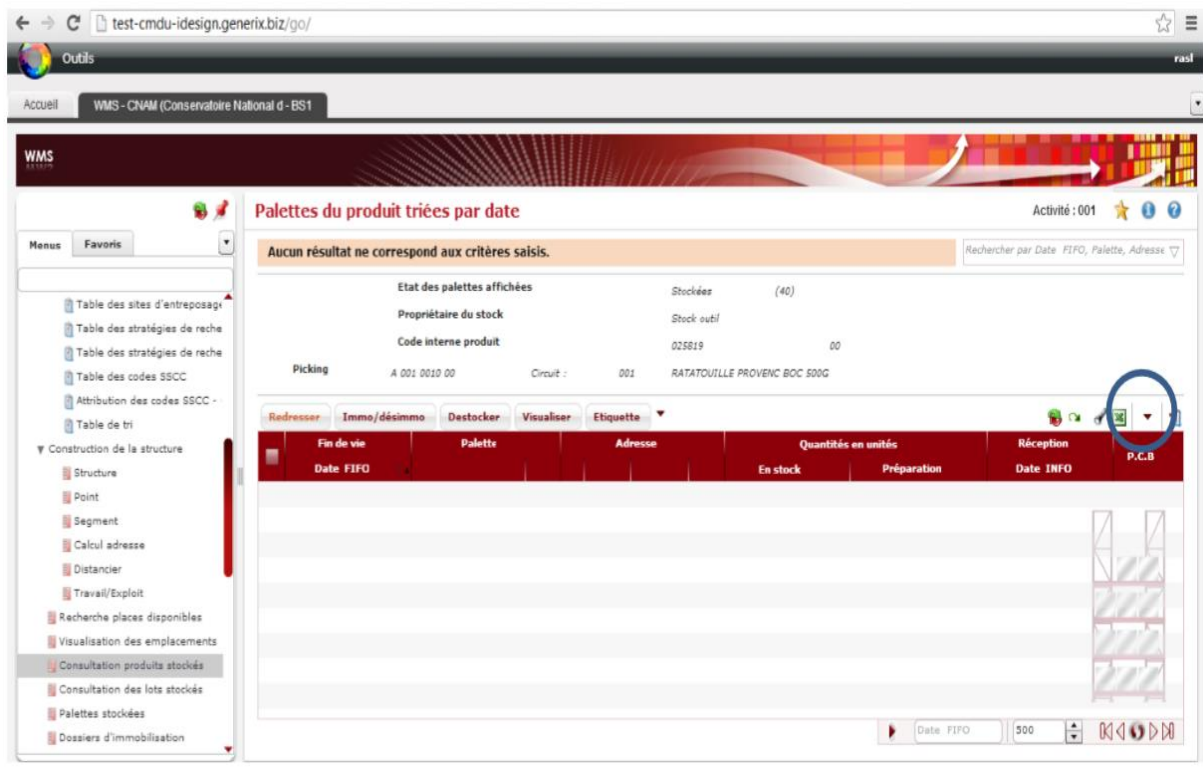 test-cmdu-idesign.generix.biz/go/
Outils
rasl
Accueil
WMS - CNAM (Conservatoire National d - BS1
WMS
Palettes du produit triées par date
Activité : 001
Menus
Favoris
Aucun résultat ne correspond aux critères saisis.
Rechercher par Date FIFO, Palette, Adresse
Table des sites d'entreposage
Table des stratégies de reche
Table des stratégies de reche
Table des codes SSCC
Attribution des codes SSCC -
Table de tri
Construction de la structure
Structure
Point
Segment
Calcul adresse
Distancier
Travail/Exploit
Recherche places disponibles
Visualisation des emplacements
Consultation produits stockés
Consultation des lots stockés
Palettes stockées
Dossiers d'immobilisation
Etat des palettes affichées Stockées (40)
Propriétaire du stock Stock outil
Code interne produit 025819 00
Picking A 001 0010 00 Circuit : 001 RATATOUILLE PROVENC BOC 500G
Redresser Immo/désimmo Destocker Visualiser Etiquette
Fin de vie Palette Adresse Quantités en unités Réception P.C.B
Date FIFO En stock Préparation Date INFO
Date FIFO 500